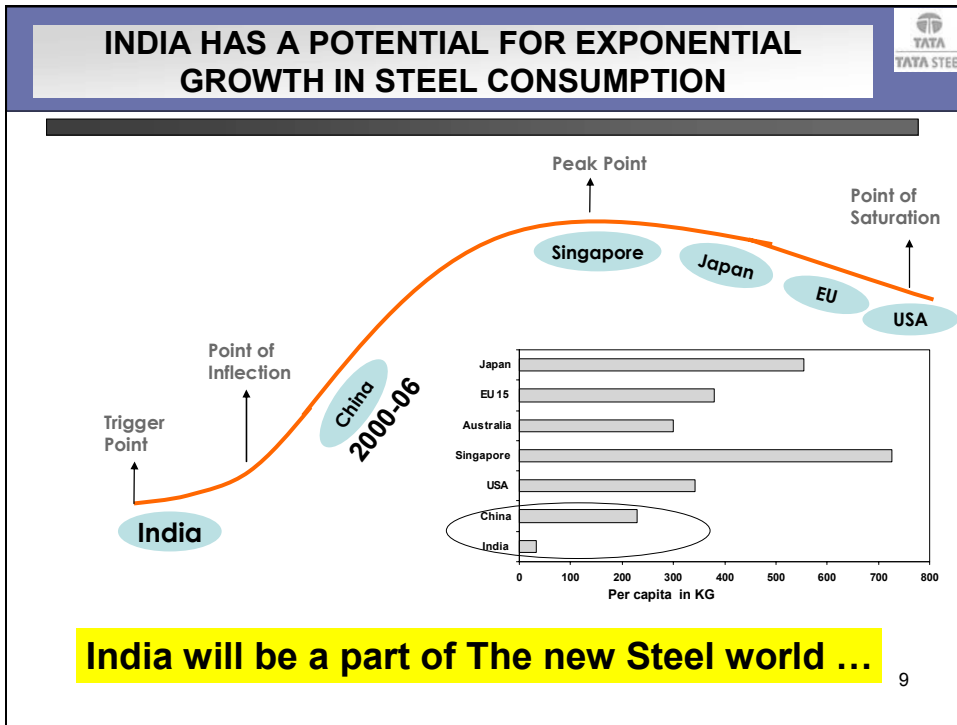 INDIA HAS A POTENTIAL FOR EXPONENTIAL
GROWTH IN STEEL CONSUMPTION
TATA
TATA STEE
Peak Point
Point of
Saturation
Singapore
Japan
EU
USA
Point of
Inflection
China
2000-06
Trigger
Point
India
Japan
EU 15
Australia
Singapore
USA
China
India
0 100 200 300 400 500 600 700 800
Per capita in KG
India will be a part of The new Steel world ...
9